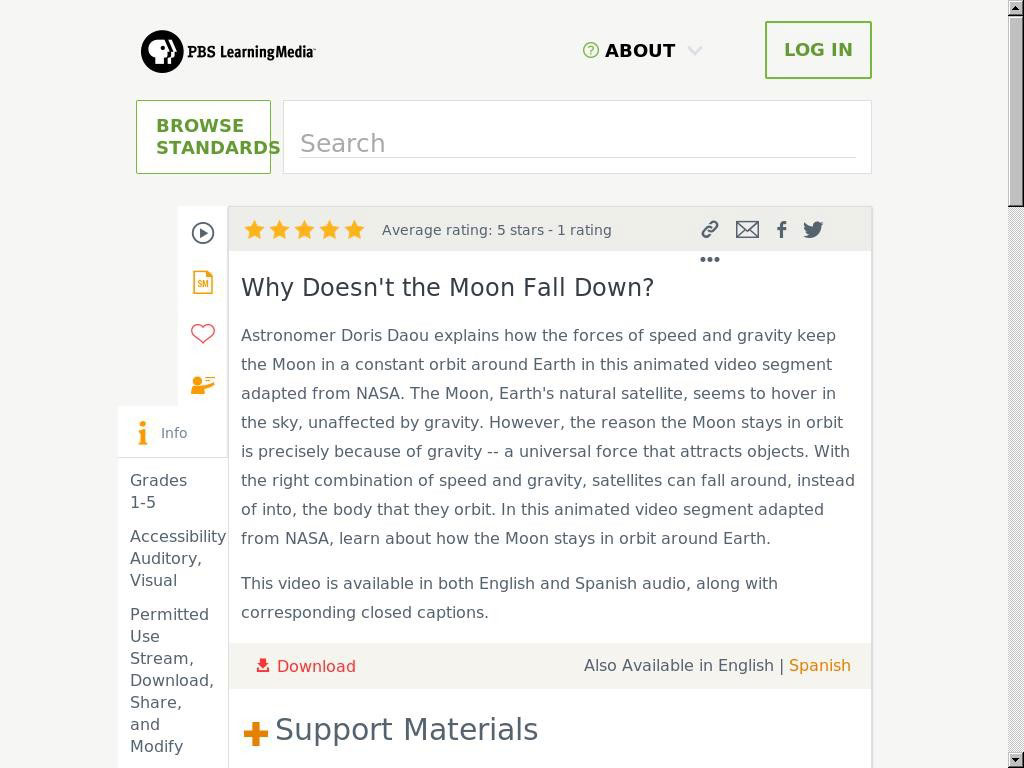 PBS LearningMedia
? ABOUT
LOG IN
BROWSE
STANDARDS
Search
Average rating: 5 stars - 1 rating
SM
•••
Why Doesn't the Moon Fall Down?
Astronomer Doris Daou explains how the forces of speed and gravity keep
the Moon in a constant orbit around Earth in this animated video segment
adapted from NASA. The Moon, Earth's natural satellite, seems to hover in
the sky, unaffected by gravity. However, the reason the Moon stays in orbit
is precisely because of gravity -- a universal force that attracts objects. With
the right combination of speed and gravity, satellites can fall around, instead
of into, the body that they orbit. In this animated video segment adapted
from NASA, learn about how the Moon stays in orbit around Earth.
This video is available in both English and Spanish audio, along with
corresponding closed captions.
Info
Grades
1-5
Accessibility
Auditory,
Visual
Permitted
Use
Stream,
Download,
Share,
and
Modify
Download
Also Available in English | Spanish
Support Materials